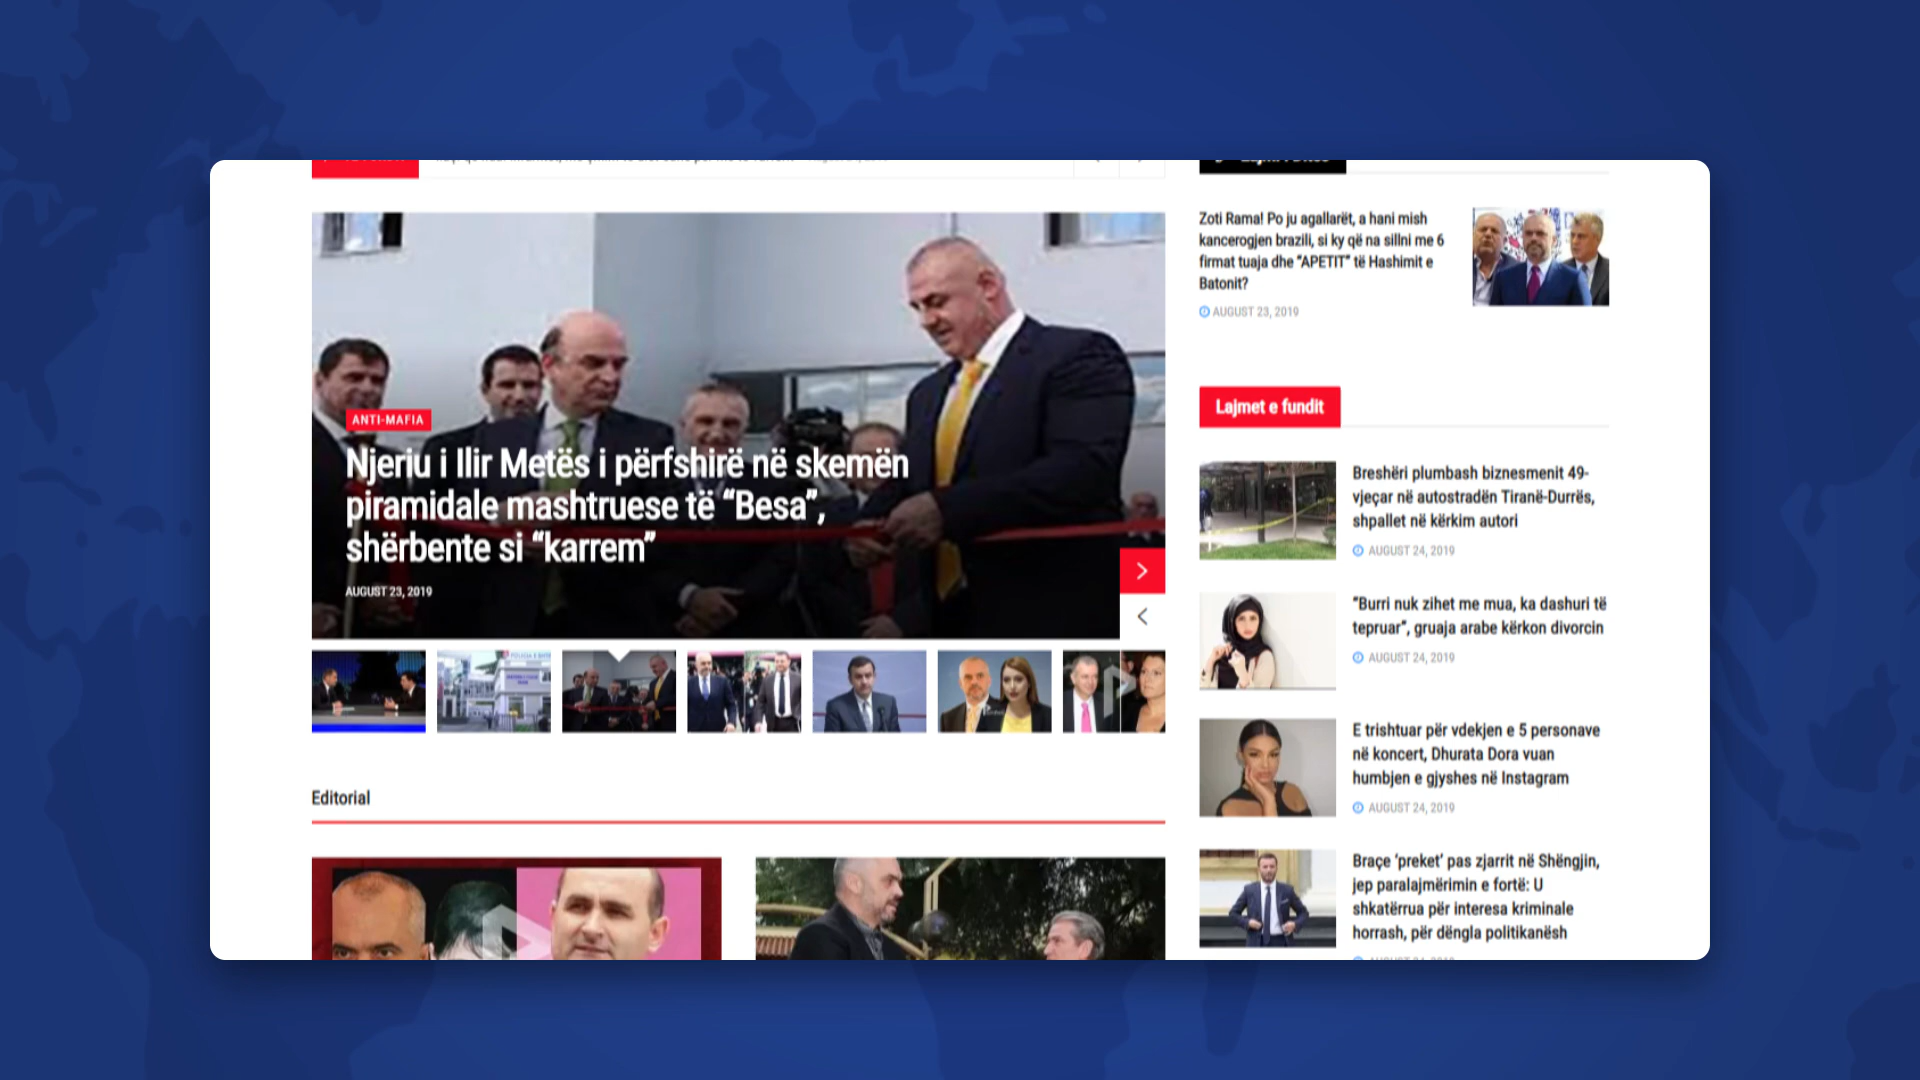 ANTI-MAFIA
Njeriu i Ilir Metës i përfshirë në skemën
piramidale mashtruese të “Besa”,
shërbente si “karrem”
AUGUST 23, 2019
Editorial
Zoti Rama! Po ju agallarët, a hani mish
kancerogjen brazili, si ky që na sillni me 6
firmat tuaja dhe “APETIT” të Hashimit e
Batonit?
AUGUST 23, 2019
Lajmet e fundit
Breshëri plumbash biznesmenit 49-
vjeçar në autostradën Tiranë-Durrës,
shpallet në kërkim autori
AUGUST 24, 2019
“Burri nuk zihet me mua, ka dashuri të
tepruar”, gruaja arabe kërkon divorcin
AUGUST 24, 2019
E trishtuar për vdekjen e 5 personave
në koncert, Dhurata Dora vuan
humbjen e gjyshes në Instagram
AUGUST 24, 2019
Braçe ‘preket’ pas zjarrit në Shëngjin,
jep paralajmërimin e fortë: U
shkatërrua për interesa kriminale
horrash, për dëngla politikanësh